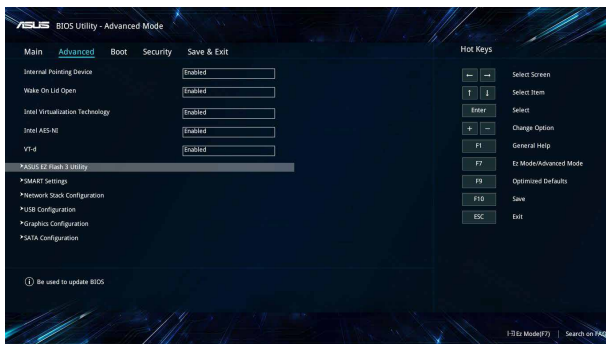 ASUS BIOS Utility - Advanced Mode
Main Advanced Boot Security Save & Exit
Internal Pointing Device Enabled
Wake On Lid Open Enabled
Intel Virtualization Technology Enabled
Intel AES-NI Enabled
VT-d Enabled
ASUS EZ Flash 3 Utility
SMART Settings
Network Stack Configuration
USB Configuration
Graphics Configuration
SATA Configuration
Be used to update BIOS
Hot Keys
← → Select Screen
↑ ↓ Select Item
Enter Select
+ − Change Option
F1 General Help
F7 Ez Mode/Advanced Mode
F9 Optimized Defaults
F10 Save
ESC Exit
Ez Mode(F7) | Search on FAQ